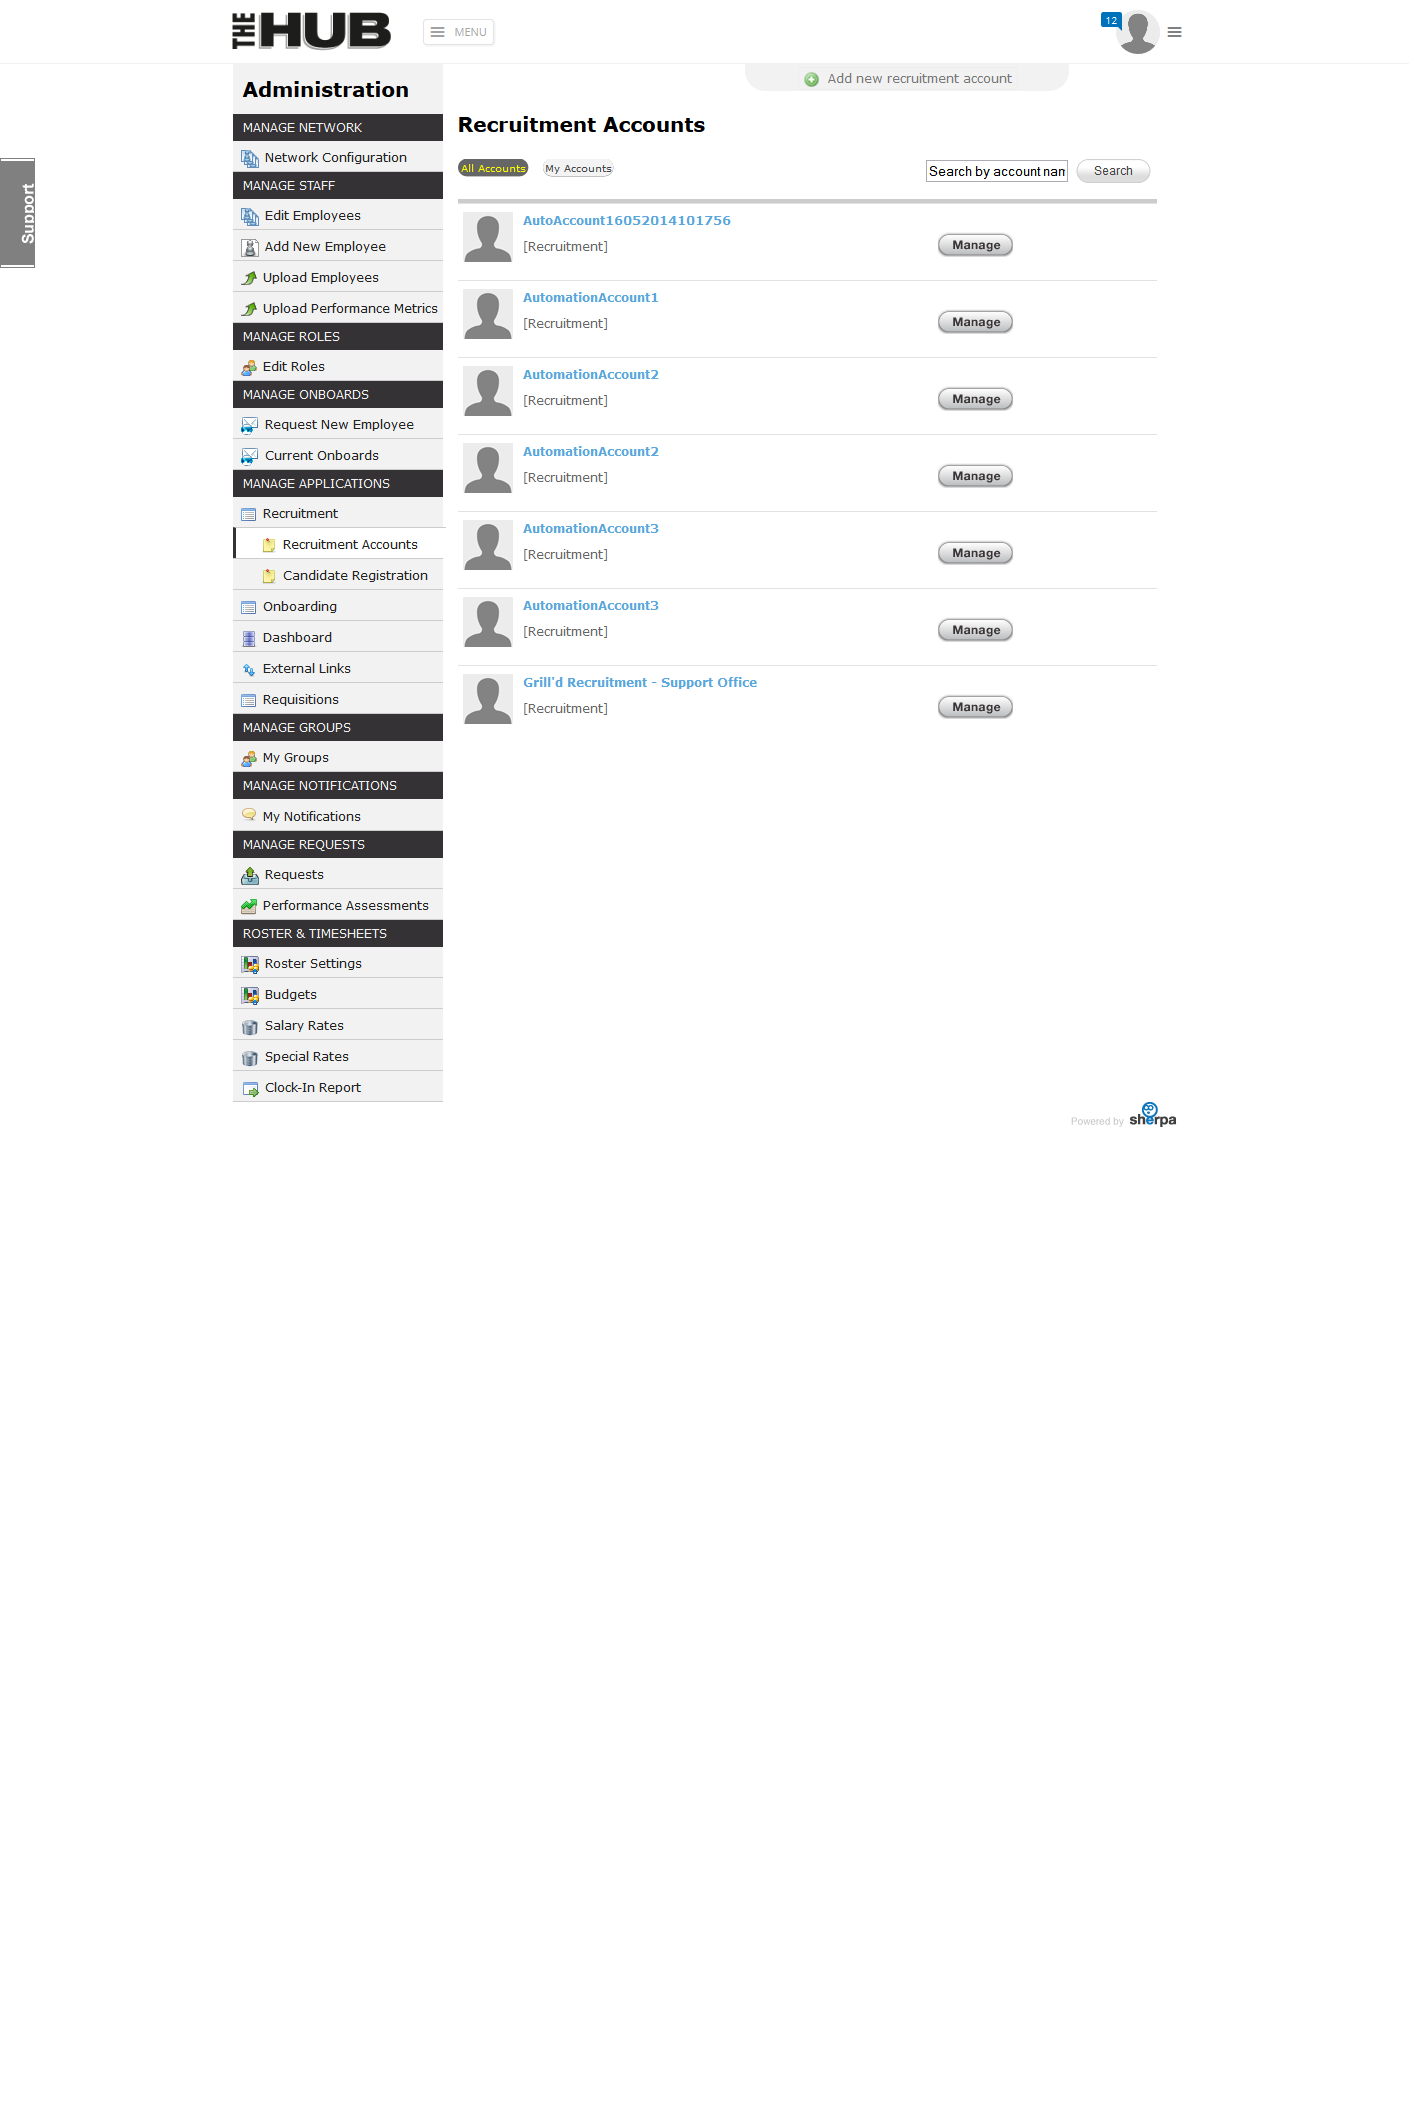 THE HUB
MENU
12
Support
Administration
MANAGE NETWORK
Network Configuration
MANAGE STAFF
Edit Employees
Add New Employee
Upload Employees
Upload Performance Metrics
MANAGE ROLES
Edit Roles
MANAGE ONBOARDS
Request New Employee
Current Onboards
MANAGE APPLICATIONS
Recruitment
Recruitment Accounts
Candidate Registration
Onboarding
Dashboard
External Links
Requisitions
MANAGE GROUPS
My Groups
MANAGE NOTIFICATIONS
My Notifications
MANAGE REQUESTS
Requests
Performance Assessments
ROSTER & TIMESHEETS
Roster Settings
Budgets
Salary Rates
Special Rates
Clock-In Report
Add new recruitment account
Recruitment Accounts
All Accounts My Accounts Search by account nam Search
AutoAccount16052014101756
[Recruitment] Manage
AutomationAccount1
[Recruitment] Manage
AutomationAccount2
[Recruitment] Manage
AutomationAccount2
[Recruitment] Manage
AutomationAccount3
[Recruitment] Manage
AutomationAccount3
[Recruitment] Manage
Grill'd Recruitment - Support Office
[Recruitment] Manage
Powered by sherpa